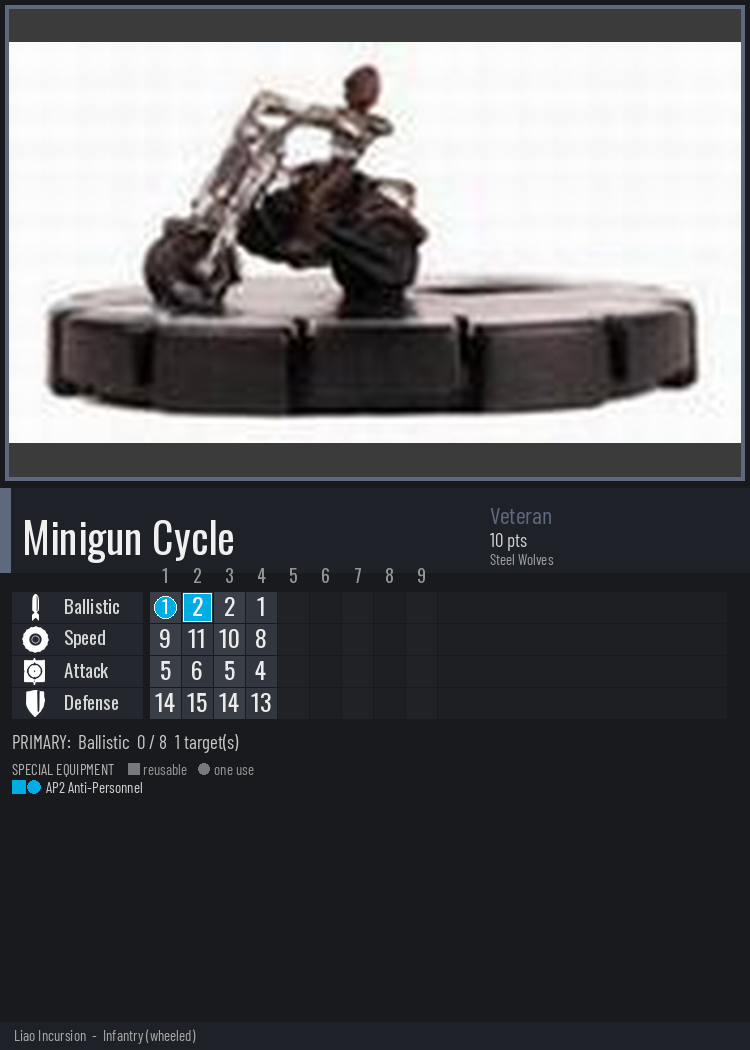 Minigun Cycle
Veteran
10 pts
Steel Wolves
1 2 3 4 5 6 7 8 9
Ballistic 1 2 2 1
Speed 9 11 10 8
Attack 5 6 5 4
Defense 14 15 14 13
PRIMARY: Ballistic 0 / 8 1 target(s)
SPECIAL EQUIPMENT reusable one use
AP2 Anti-Personnel
Liao Incursion - Infantry (wheeled)